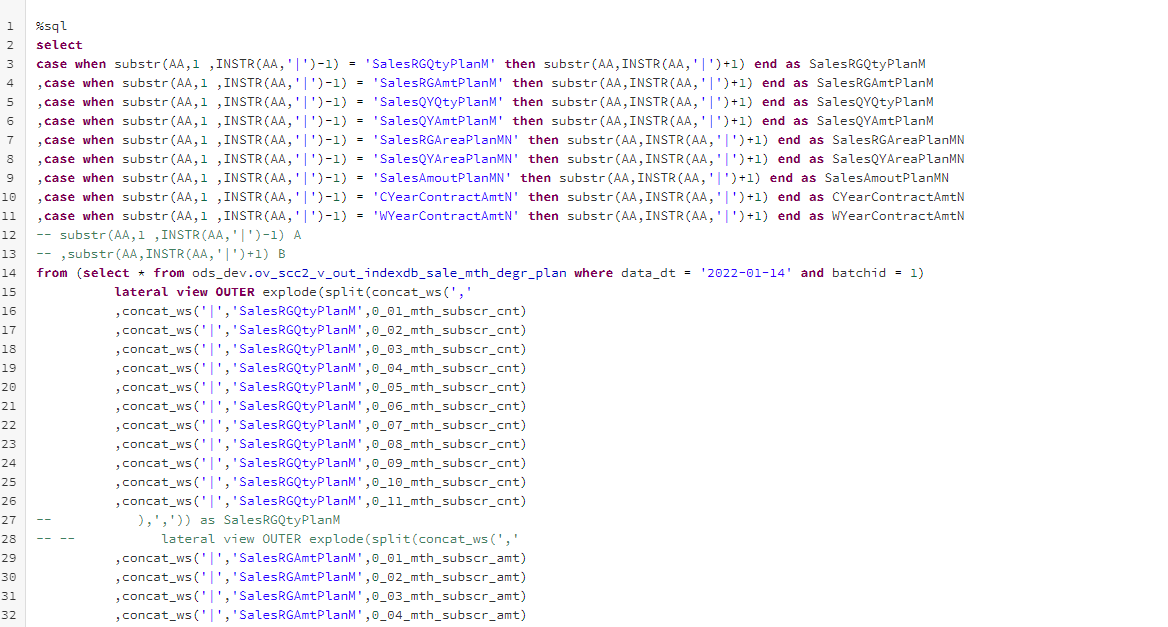 1 %sql
2 select
3 case when substr(AA,1 ,INSTR(AA,'|')-1) = 'SalesRGQtyPlanM' then substr(AA,INSTR(AA,'|')+1) end as SalesRGQtyPlanM
4 ,case when substr(AA,1 ,INSTR(AA,'|')-1) = 'SalesRGAmtPlanM' then substr(AA,INSTR(AA,'|')+1) end as SalesRGAmtPlanM
5 ,case when substr(AA,1 ,INSTR(AA,'|')-1) = 'SalesQYQtyPlanM' then substr(AA,INSTR(AA,'|')+1) end as SalesQYQtyPlanM
6 ,case when substr(AA,1 ,INSTR(AA,'|')-1) = 'SalesQYAmtPlanM' then substr(AA,INSTR(AA,'|')+1) end as SalesQYAmtPlanM
7 ,case when substr(AA,1 ,INSTR(AA,'|')-1) = 'SalesRGAreaPlanMN' then substr(AA,INSTR(AA,'|')+1) end as SalesRGAreaPlanMN
8 ,case when substr(AA,1 ,INSTR(AA,'|')-1) = 'SalesQYAreaPlanMN' then substr(AA,INSTR(AA,'|')+1) end as SalesQYAreaPlanMN
9 ,case when substr(AA,1 ,INSTR(AA,'|')-1) = 'SalesAmoutPlanMN' then substr(AA,INSTR(AA,'|')+1) end as SalesAmoutPlanMN
10 ,case when substr(AA,1 ,INSTR(AA,'|')-1) = 'CYearContractAmtN' then substr(AA,INSTR(AA,'|')+1) end as CYearContractAmtN
11 ,case when substr(AA,1 ,INSTR(AA,'|')-1) = 'WYearContractAmtN' then substr(AA,INSTR(AA,'|')+1) end as WYearContractAmtN
12 -- substr(AA,1 ,INSTR(AA,'|')-1) A
13 -- ,substr(AA,INSTR(AA,'|')+1) B
14 from (select * from ods_dev.ov_scc2_v_out_indexdb_sale_mth_degr_plan where data_dt = '2022-01-14' and batchid = 1)
15 lateral view OUTER explode(split(concat_ws(','
16 ,concat_ws('|','SalesRGQtyPlanM',0_01_mth_subscr_cnt)
17 ,concat_ws('|','SalesRGQtyPlanM',0_02_mth_subscr_cnt)
18 ,concat_ws('|','SalesRGQtyPlanM',0_03_mth_subscr_cnt)
19 ,concat_ws('|','SalesRGQtyPlanM',0_04_mth_subscr_cnt)
20 ,concat_ws('|','SalesRGQtyPlanM',0_05_mth_subscr_cnt)
21 ,concat_ws('|','SalesRGQtyPlanM',0_06_mth_subscr_cnt)
22 ,concat_ws('|','SalesRGQtyPlanM',0_07_mth_subscr_cnt)
23 ,concat_ws('|','SalesRGQtyPlanM',0_08_mth_subscr_cnt)
24 ,concat_ws('|','SalesRGQtyPlanM',0_09_mth_subscr_cnt)
25 ,concat_ws('|','SalesRGQtyPlanM',0_10_mth_subscr_cnt)
26 ,concat_ws('|','SalesRGQtyPlanM',0_11_mth_subscr_cnt)
27 -- ),',')) as SalesRGQtyPlanM
28 -- -- lateral view OUTER explode(split(concat_ws(','
29 ,concat_ws('|','SalesRGAmtPlanM',0_01_mth_subscr_amt)
30 ,concat_ws('|','SalesRGAmtPlanM',0_02_mth_subscr_amt)
31 ,concat_ws('|','SalesRGAmtPlanM',0_03_mth_subscr_amt)
32 ,concat_ws('|','SalesRGAmtPlanM',0_04_mth_subscr_amt)